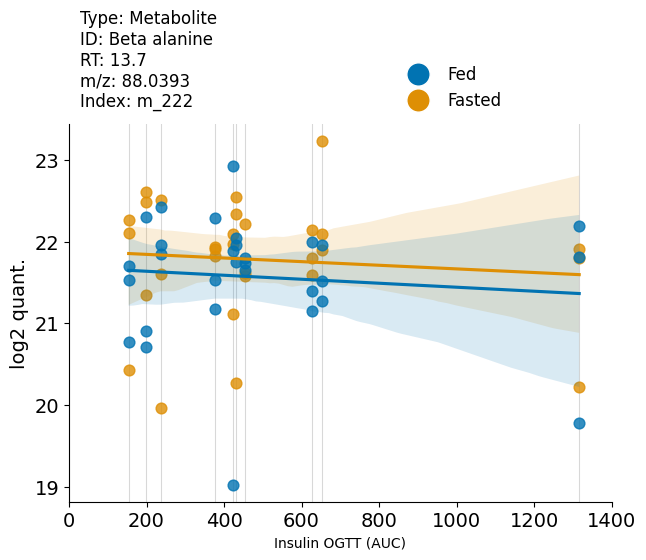 Type: Metabolite
ID: Beta alanine
RT: 13.7
m/z: 88.0393
Index: m_222
Fed
Fasted
23
22
21
20
19
log2 quant.
0 200 400 600 800 1000 1200 1400
Insulin OGTT (AUC)